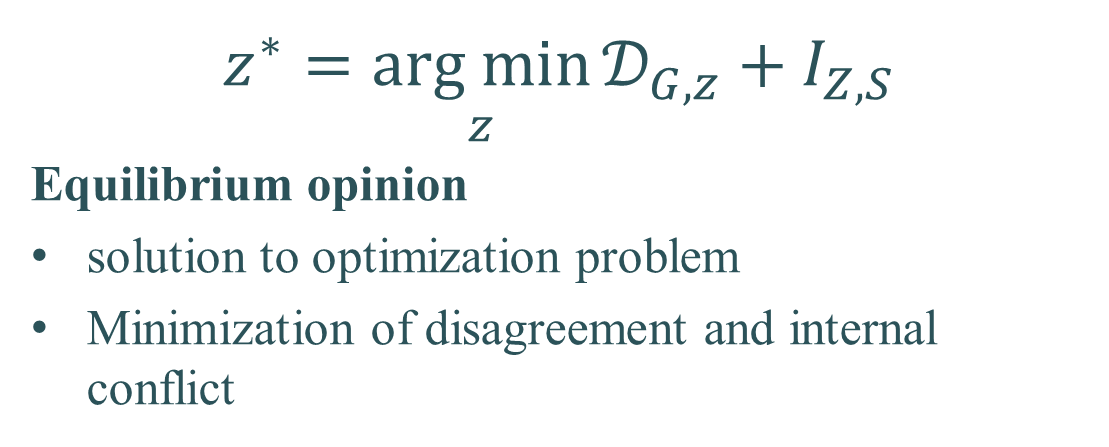 z* = arg min 𝒟_{G,z} + I_{Z,S}
z
Equilibrium opinion
• solution to optimization problem
• Minimization of disagreement and internal
conflict